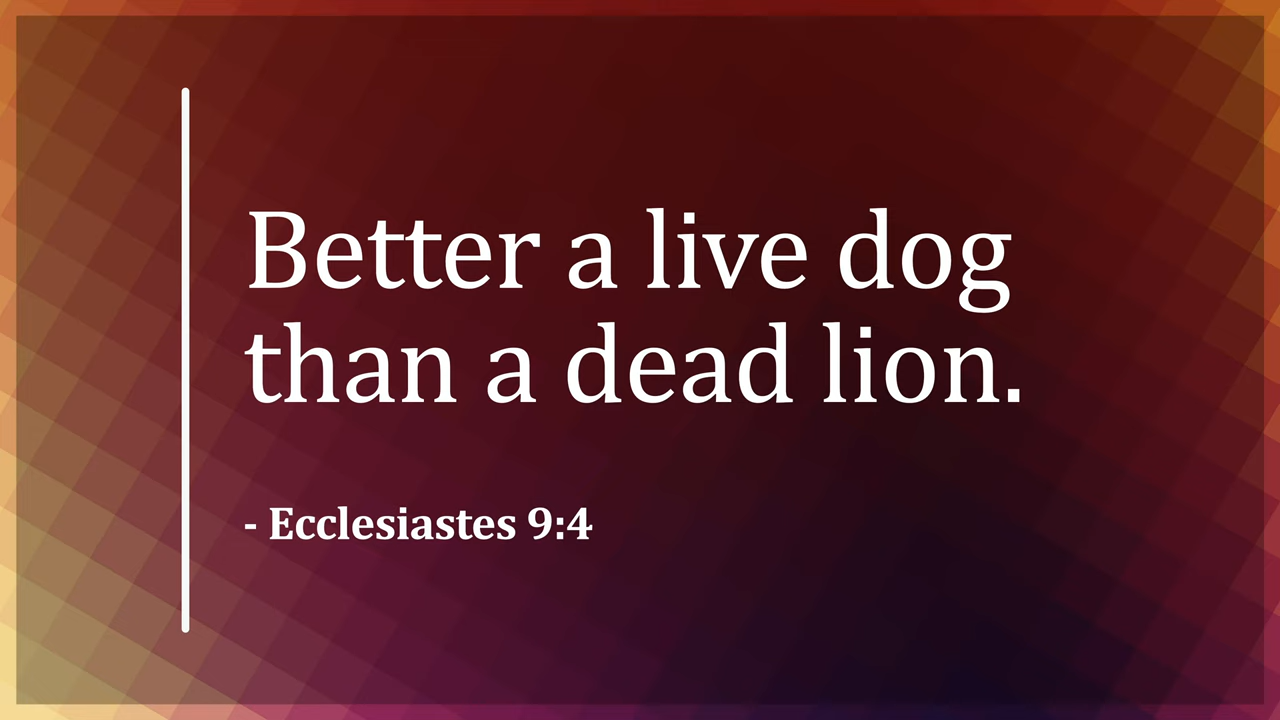 Better a live dog
than a dead lion.
- Ecclesiastes 9:4